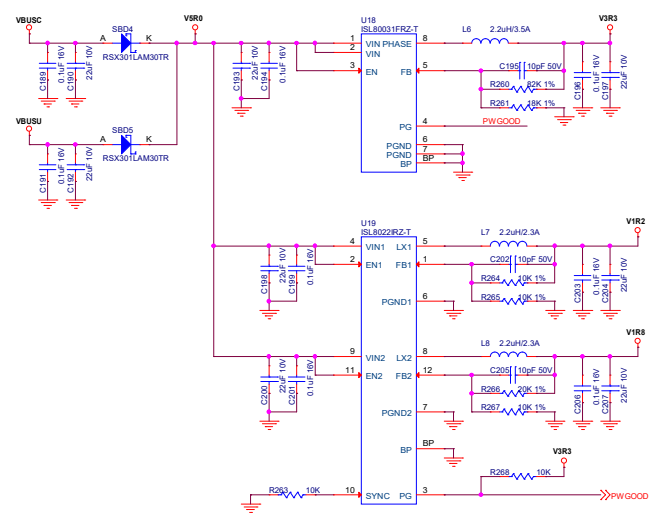 VBUSC
A
SBD4
K
RSX301LAM30TR
C189
0.1uF 16V
C190
22uF 10V
V5R0
C193
22uF 10V
C194
0.1uF 16V
U18
ISL80031FRZ-T
1
VIN
PHASE
8
2
VIN
3
EN
FB
5
PG
4
PWGOOD
PGND
6
PGND
7
BP
BP
L6
2.2uH/3.5A
V3R3
C195
10pF 50V
R260
82K 1%
R261
18K 1%
C196
0.1uF 16V
C197
22uF 10V
VBUSU
A
SBD5
K
RSX301LAM30TR
C191
0.1uF 16V
C192
22uF 10V
U19
ISL8022IRZ-T
4
VIN1
LX1
5
2
EN1
FB1
1
PGND1
6
C198
22uF 10V
C199
0.1uF 16V
L7
2.2uH/2.3A
V1R2
C202
10pF 50V
R264
10K 1%
R265
10K 1%
C203
0.1uF 16V
C204
22uF 10V
9
VIN2
LX2
8
11
EN2
FB2
12
PGND2
7
BP
BP
C200
22uF 10V
C201
0.1uF 16V
L8
2.2uH/2.3A
V1R8
C205
10pF 50V
R266
20K 1%
R267
10K 1%
C206
0.1uF 16V
C207
22uF 10V
R263
10K
10
SYNC
PG
3
R268
10K
V3R3
PWGOOD